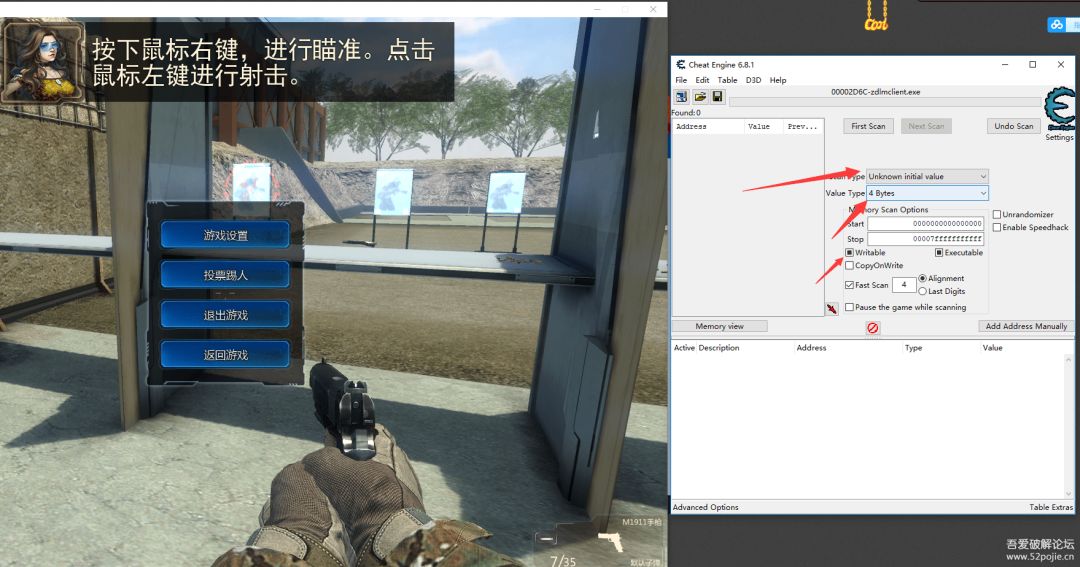 按下鼠标右键，进行瞄准。点击
鼠标左键进行射击。
游戏设置
投票踢人
退出游戏
返回游戏
M1911手枪
7/35
Cool
Cheat Engine 6.8.1
File Edit Table D3D Help
00002D6C-zdlmclient.exe
Found:0
Address Value Prev...
First Scan Next Scan Undo Scan
Settings
Unknown initial value
Value Type 4 Bytes
Memory Scan Options
Start 0000000000000000
Stop 00007fffffffffff
Writable Executable
CopyOnWrite
Fast Scan 4 Alignment
Last Digits
Pause the game while scanning
Unrandomizer
Enable Speedhack
Memory view Add Address Manually
Active Description Address Type Value
Advanced Options Table Extras
吾爱破解论坛
www.52pojie.cn